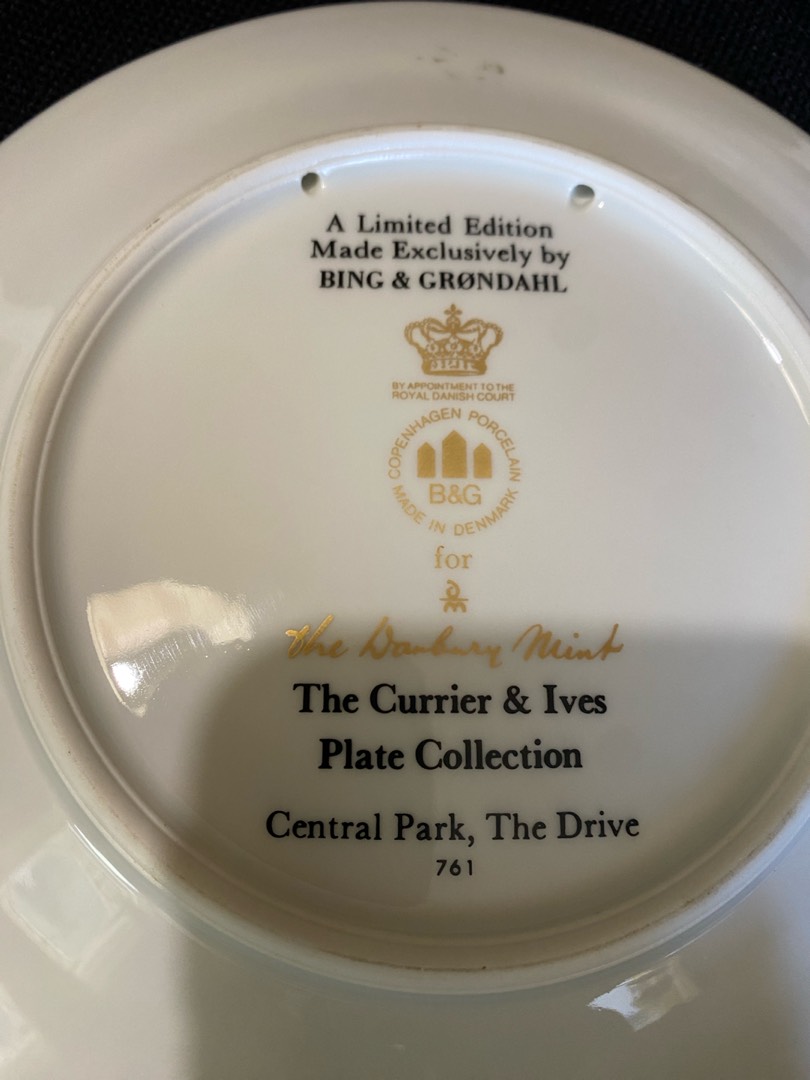 A Limited Edition
Made Exclusively by
BING & GRØNDAHL
BY APPOINTMENT TO THE
ROYAL DANISH COURT
COPENHAGEN PORCELAIN
B&G
MADE IN DENMARK
for
The Danbury Mint
The Currier & Ives
Plate Collection
Central Park, The Drive
761